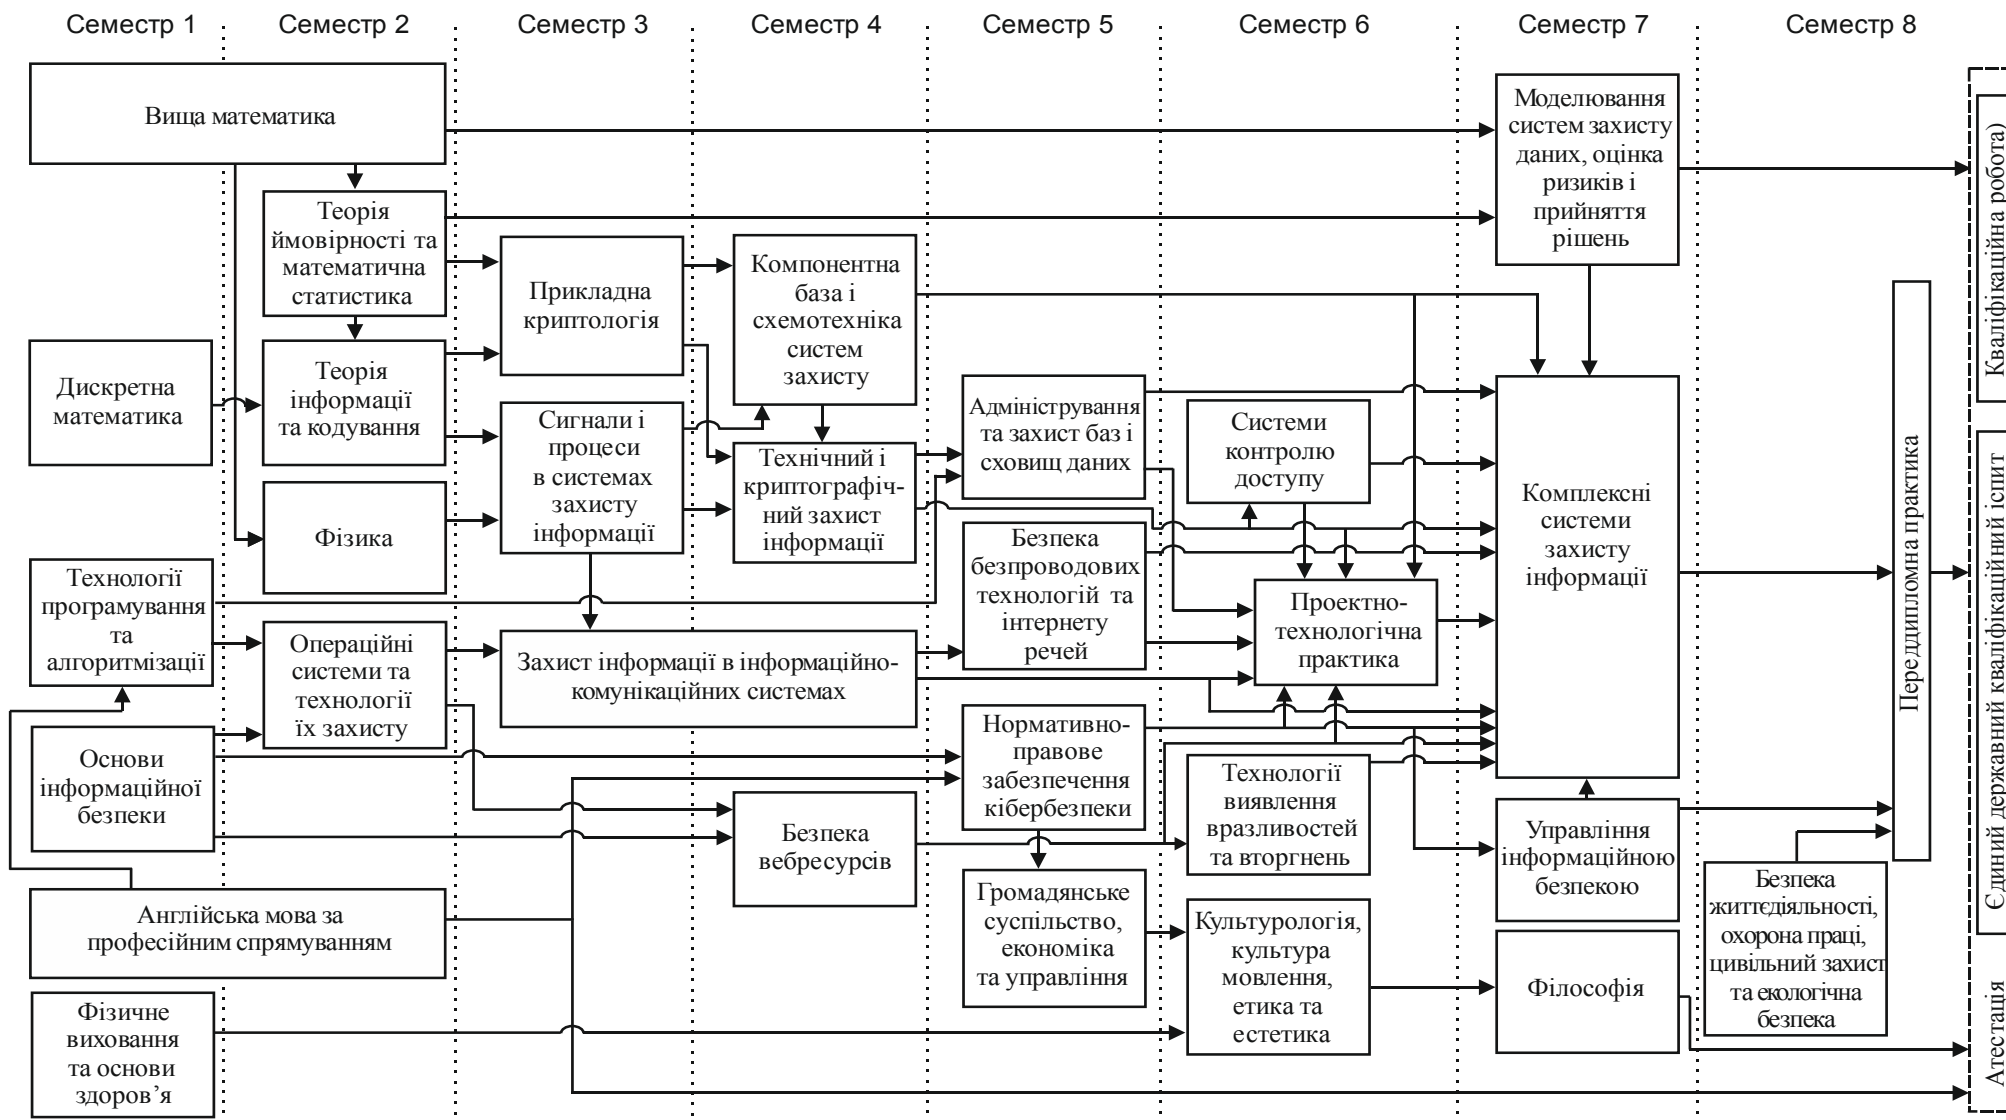 Семестр 1
Семестр 2
Семестр 3
Семестр 4
Семестр 5
Семестр 6
Семестр 7
Семестр 8
Вища математика
Дискретна
математика
Технології
програмування
та
алгоритмізації
Основи
інформаційної
безпеки
Англійська мова за
професійним спрямуванням
Фізичне
виховання
та основи
здоров’я
Теорія
ймовірності та
математична
статистика
Теорія
інформації
та кодування
Фізика
Операційні
системи та
технології
їх захисту
Прикладна
криптологія
Сигнали і
процеси
в системах
захисту
інформації
Захист інформації в інформаційно-
комунікаційних системах
Компонентна
база і
схемотехніка
систем
захисту
Технічний і
криптографіч-
ний захист
інформації
Безпека
вебресурсів
Адміністрування
та захист баз і
сховищ даних
Безпека
безпроводових
технологій та
інтернету
речей
Нормативно-
правове
забезпечення
кібербезпеки
Громадянське
суспільство,
економіка
та управління
Системи
контролю
доступу
Проектно-
технологічна
практика
Технології
виявлення
вразливостей
та вторгнень
Культурологія,
культура
мовлення,
етика та
естетика
Моделювання
систем захисту
даних, оцінка
ризиків і
прийняття
рішень
Комплексні
системи
захисту
інформації
Управління
інформаційною
безпекою
Філософія
Передипломна практика
Безпека
життєдіяльності,
охорона праці,
цивільний захист
та екологічна
безпека
Кваліфікаційна робота)
Єдиний державний кваліфікаційний іспит
Атестація